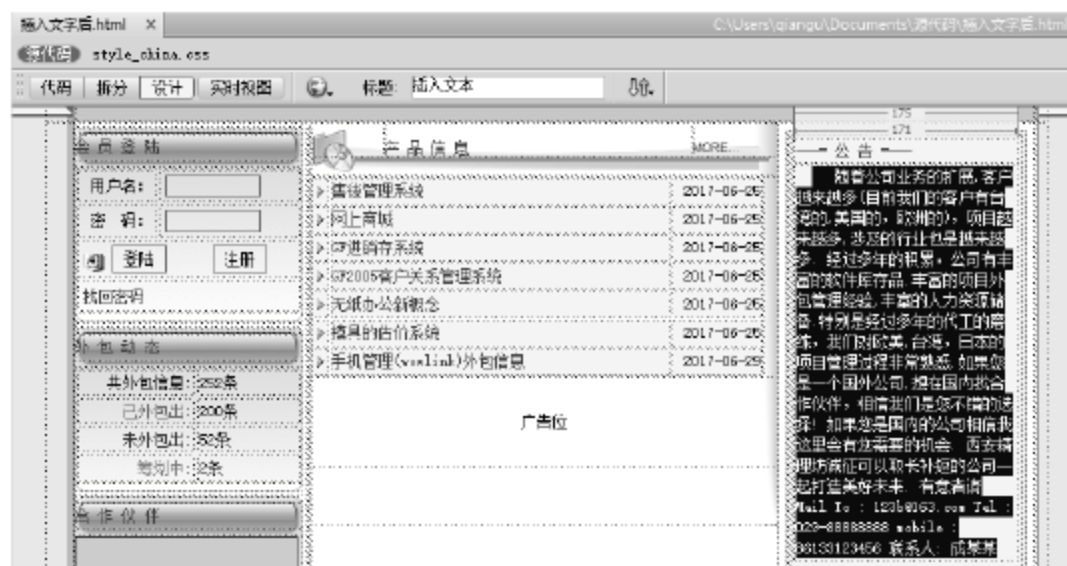 插入文字后.html ×
C:\Users\qiangu\Documents\源代码\插入文字后.html
源代码 style_china.css
代码 拆分 设计 实时视图 标题: 插入文本
175
171
会员登陆
用户名:
密 码:
登陆 注册
找回密码
外包动态
共外包信息: 252条
已外包出: 200条
未外包出: 52条
筹划中: 2条
合作伙伴
产品信息 MORE...
售後管理系统 2017-06-25
网上商城 2017-06-25
GF进销存系统 2017-06-25
GF2005客户关系管理系统 2017-06-25
无纸办公新概念 2017-06-25
模具的估价系统 2017-06-25
手机管理 外包信息 2017-06-25
广告位
公 告
随着公司业务的扩展,客户
越来越多(目前我们的客户有台
湾的,美国的,欧洲的),项目越
来越多,涉及的行业也是越来越
多。经过多年的积累,公司有丰
富的软件库存品,丰富的项目外
包管理经验,丰富的人力资源储
备,特别是经过多年的代工的磨
练,我们对欧美,台湾,日本的
项目管理过程非常熟悉,如果您
是一个国外公司,想在国内找合
作伙伴,相信我们是您不错的选
择! 如果您是国内的公司相信我
这里会有您需要的机会。西安
诚征可以取长补短的公司一
起打造美好未来。有意者请
Mail To : 123b@163.com Tel :
029-88888888 mobile :
86133123456 联系人: 成某某